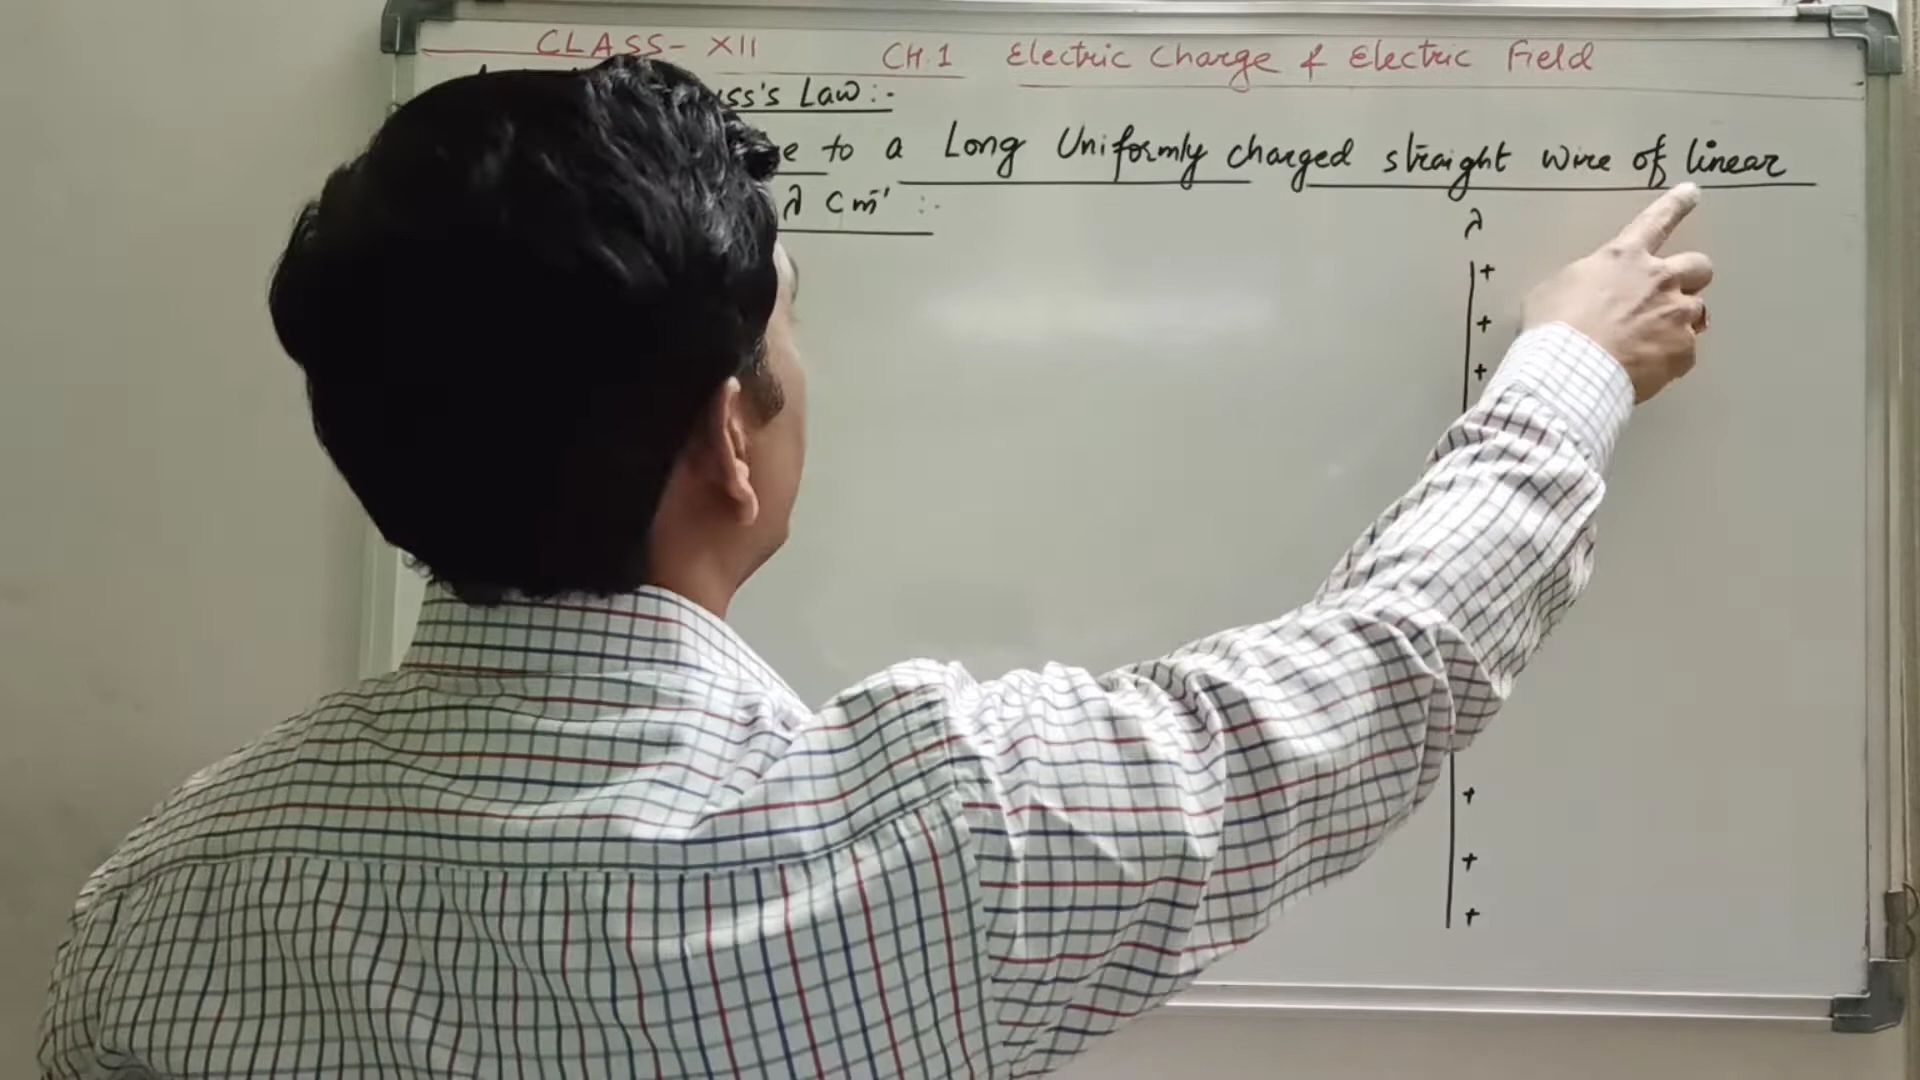 CLASS- XII CH.1 Electric Charge & Electric Field
Law :-
to a Long Uniformly charged straight wire of linear
λ Cm⁻¹ :-
λ
+
+
+
+
+
+